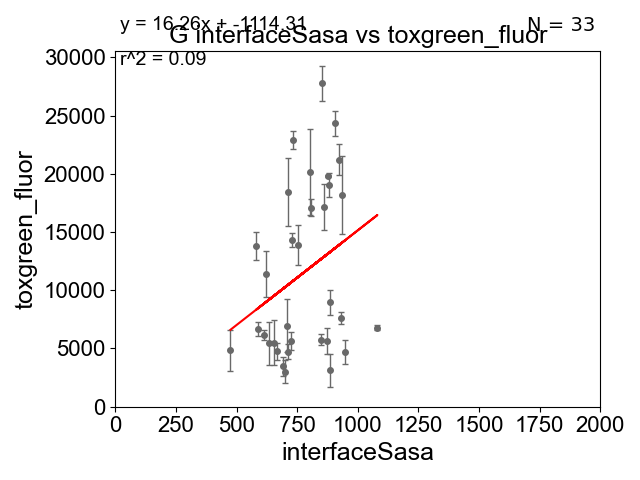 y = 16.26x + -1114.31
N = 33
G interfaceSasa vs toxgreen_fluor
r^2 = 0.09
30000
25000
20000
15000
10000
5000
0
toxgreen_fluor
0 250 500 750 1000 1250 1500 1750 2000
interfaceSasa